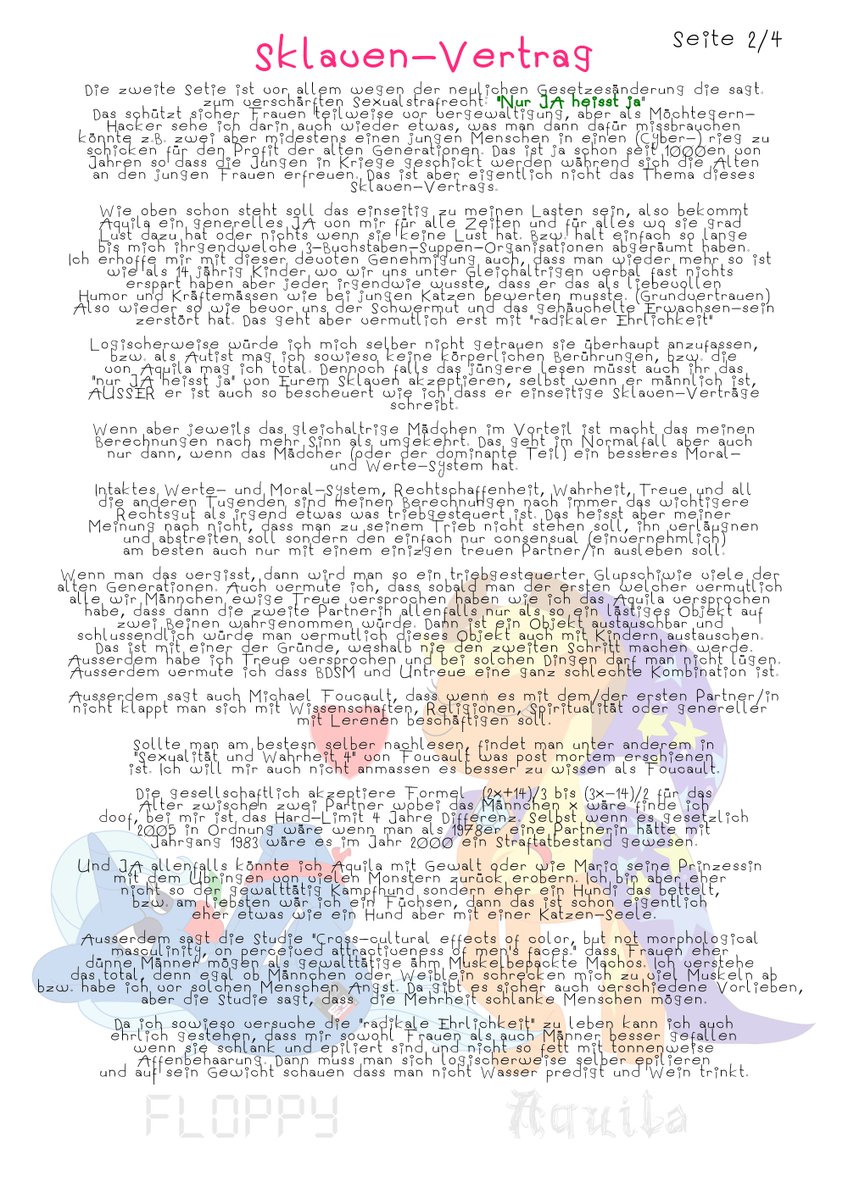 Sklaven-Vertrag
Seite 2/4
Die zweite Setie ist vor allem wegen der neulichen Gesetzesänderung die sagt.
zum verschärften Sexualstrafrecht: "Nur JA heisst ja"
Das schützt sicher Frauen teilweise vor vergewaltigung, aber als Möchtegern-
Hacker sehe ich darin auch wieder etwas, was man dann dafür missbrauchen
könnte z.B. zwei aber midestens einen jungen Menschen in einen (Cyber-) rieg zu
schicken für den Profit der alten Generationen. Das ist ja schon seit 1000en von
Jahren so dass die Jungen in Kriege geschickt werden während sich die Alten
an den jungen Frauen erfreuen. Das ist aber eigentlich nicht das Thema dieses
Sklaven-Vertrags.
Wie oben schon steht soll das einseitig zu meinen Lasten sein, also bekommt
Aquila ein generelles JA von mir für alle Zeiten und für alles wo sie grad
Lust dazu hat oder nichts wenn sie keine Lust hat. Bzw. halt einfach so lange
bis mich ihrgendwelche 3-Buchstaben-Suppen-Organisationen abgeräumt haben.
Ich erhoffe mir mit dieser devoten Genehmigung auch, dass man wieder mehr so ist
wie als 14 jährig Kinder wo wir uns unter Gleichaltrigen verbal fast nichts
erspart haben aber jeder irgendwie wusste, dass er das als liebevollen
Humor und Kräftemässen wie bei jungen Katzen bewerten musste. (Grundvertrauen)
Also wieder so wie bevor uns der Schwermut und das gehäuchelte Erwachsen-sein
zerstört hat. Das geht aber vermutlich erst mit "radikaler Ehrlichkeit"
Logischerweise würde ich mich selber nicht getrauen sie überhaupt anzufassen,
bzw. als Autist mag ich sowieso keine körperlichen Berührungen, bzw. die
von Aquila mag ich total. Dennoch falls das jüngere lesen müsst auch ihr das
"nur JA heisst ja" von Eurem Sklaven akzeptieren, selbst wenn er männlich ist,
AUSSER er ist auch so bescheuert wie ich dass er einseitige Sklaven-Verträge
schreibt.
Wenn aber jeweils das gleichaltrige Mädchen im Vorteil ist macht das meinen
Berechnungen nach mehr Sinn als umgekehrt. Das geht im Normalfall aber auch
nur dann, wenn das Mädcher (oder der dominante Teil) ein besseres Moral-
und Werte-System hat.
Intaktes Werte- und Moral-System, Rechtschaffenheit, Wahrheit, Treue und all
die anderen Tugenden sind meinen Berechnungen nach immer das wichtigere
Rechtsgut als irgend etwas was triebgesteuert ist. Das heisst aber meiner
Meinung nach nicht, dass man zu seinem Trieb nicht stehen soll, ihn verläugnen
und abstreiten soll sondern den einfach nur consensual (einvernehmlich)
am besten auch nur mit einem einizgen treuen Partner/in ausleben soll.
Wenn man das vergisst, dann wird man so ein triebgesteuerter Glupschiwie viele der
alten Generationen. Auch vermute ich, dass sobald man der ersten welcher vermutlich
alle wir Männchen ewige Treue versprochen haben wie ich das Aquila versprochen
habe, dass dann die zweite Partnerin allenfalls nur als so ein lästiges Objekt auf
zwei Beinen wahrgenommen würde. Dann ist ein Objekt austauschbar und
schlussendlich würde man vermutlich dieses Objekt auch mit Kindern austauschen.
Das ist mit einer der Gründe, weshalb nie den zweiten Schritt machen werde.
Ausserdem habe ich Treue versprochen und bei solchen Dingen darf man nicht lügen.
Ausserdem vermute ich dass BDSM und Untreue eine ganz schlechte Kombination ist.
Ausserdem sagt auch Michael Foucault, dass wenn es mit dem/der ersten Partner/in
nicht klappt man sich mit Wissenschaften, Religionen, Spiritualität oder genereller
mit Lerenen beschäftigen soll.
Sollte man am bestesn selber nachlesen, findet man unter anderem in
"Sexualität und Wahrheit 4" von Foucault was post mortem erschienen
ist. Ich will mir auch nicht anmassen es besser zu wissen als Foucault.
Die gesellschaftlich akzeptiere Formel (2x+14)/3 bis (3x-14)/2 für das
Alter zwischen zwei Partner wobei das Männchen x wäre finde ich
doof, bei mir ist das Hard-Limit 4 Jahre Differenz. Selbst wenn es gesetzlich
2005 in Ordnung wäre wenn man als 1978er eine Partnerin hätte mit
Jahrgang 1983 wäre es im Jahr 2000 ein Straftatbestand gewesen.
Und JA allenfalls könnte ich Aquila mit Gewalt oder wie Mario seine Prinzessin
mit dem Übringen von vielen Monstern zurück erobern. Ich bin aber eher
nicht so der gewalttätig Kampfhund sondern eher ein Hundi das bettelt,
bzw. am liebsten wär ich ein Füchsen, dann das ist schon eigentlich
eher etwas wie ein Hund aber mit einer Katzen-Seele.
Ausserdem sagt die Studie "Cross-cultural effects of color, but not morphological
masculinity, on perceived attractiveness of men's faces." dass Frauen eher
dünne Männer mögen als gewalttätige ähm Muskelbepackte Machos. Ich verstehe
das total, denn egal ob Männchen oder Weiblein schrecken mich zu viel Muskeln ab
bzw. habe ich vor solchen Menschen Angst. Da gibt es sicher auch verschiedene Vorlieben,
aber die Studie sagt, dass die Mehrheit schlanke Menschen mögen.
Da ich sowieso versuche die "radikale Ehrlichkeit" zu leben kann ich auch
ehrlich gestehen, dass mir sowohl Frauen als auch Männer besser gefallen
wenn sie schlank und epiliert sind und nicht so fett mit tonnenweise
Affenbehaarung. Dann muss man sich logischerweise selber epilieren
und auf sein Gewicht schauen dass man nicht Wasser predigt und Wein trinkt.
FLOPPY
Aquila